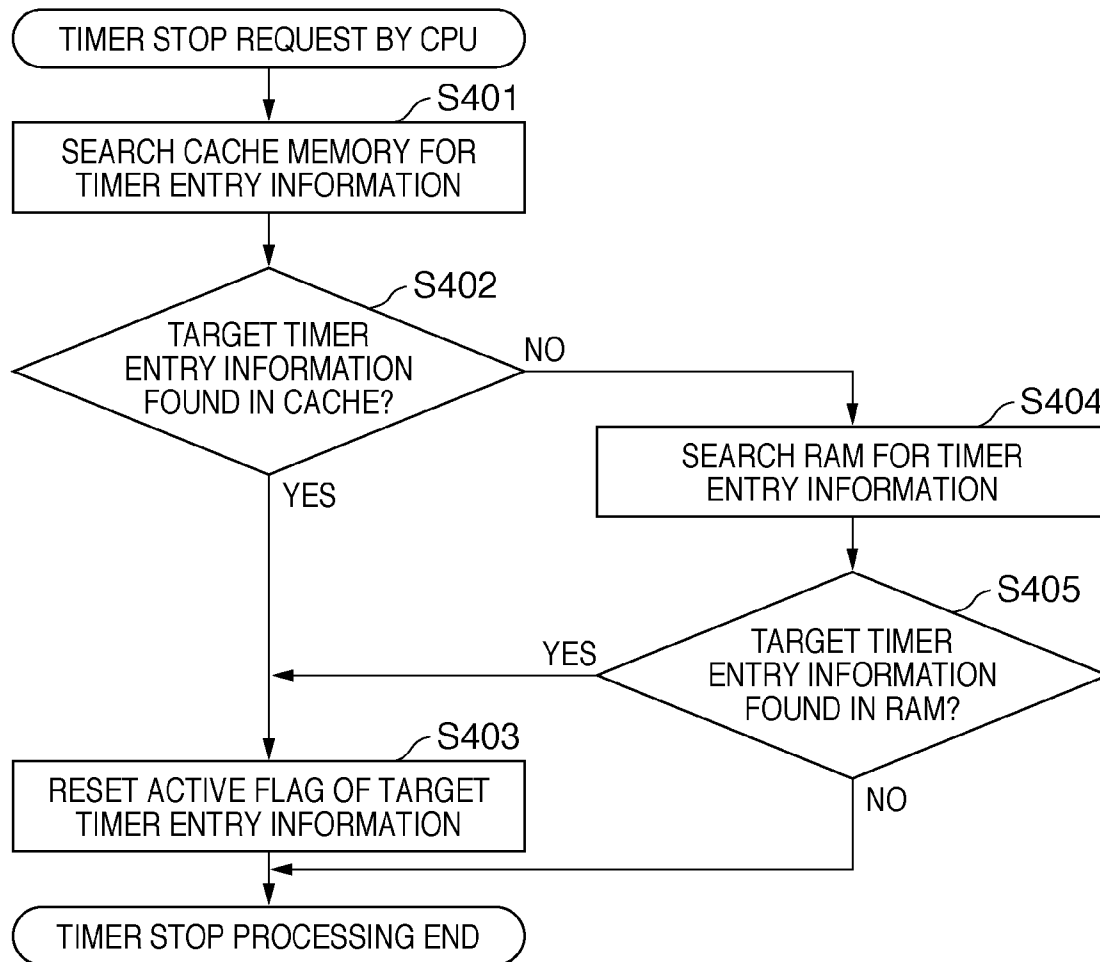 TIMER STOP REQUEST BY CPU
S401
SEARCH CACHE MEMORY FOR
TIMER ENTRY INFORMATION
S402
TARGET TIMER
ENTRY INFORMATION
FOUND IN CACHE?
NO
YES
S404
SEARCH RAM FOR TIMER
ENTRY INFORMATION
S405
TARGET TIMER
ENTRY INFORMATION
FOUND IN RAM?
YES
NO
S403
RESET ACTIVE FLAG OF TARGET
TIMER ENTRY INFORMATION
TIMER STOP PROCESSING END